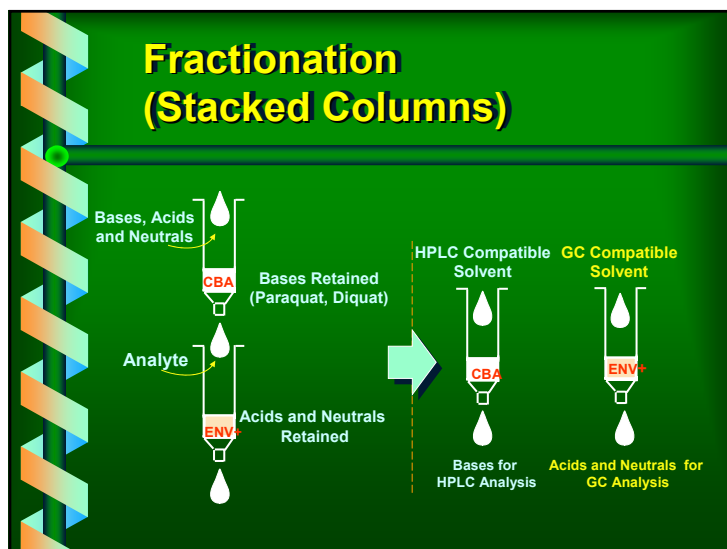 Fractionation
(Stacked Columns)
Bases, Acids
and Neutrals
CBA
Bases Retained
(Paraquat, Diquat)
Analyte
ENV+
Acids and Neutrals
Retained
HPLC Compatible
Solvent
CBA
Bases for
HPLC Analysis
GC Compatible
Solvent
ENV+
Acids and Neutrals for
GC Analysis